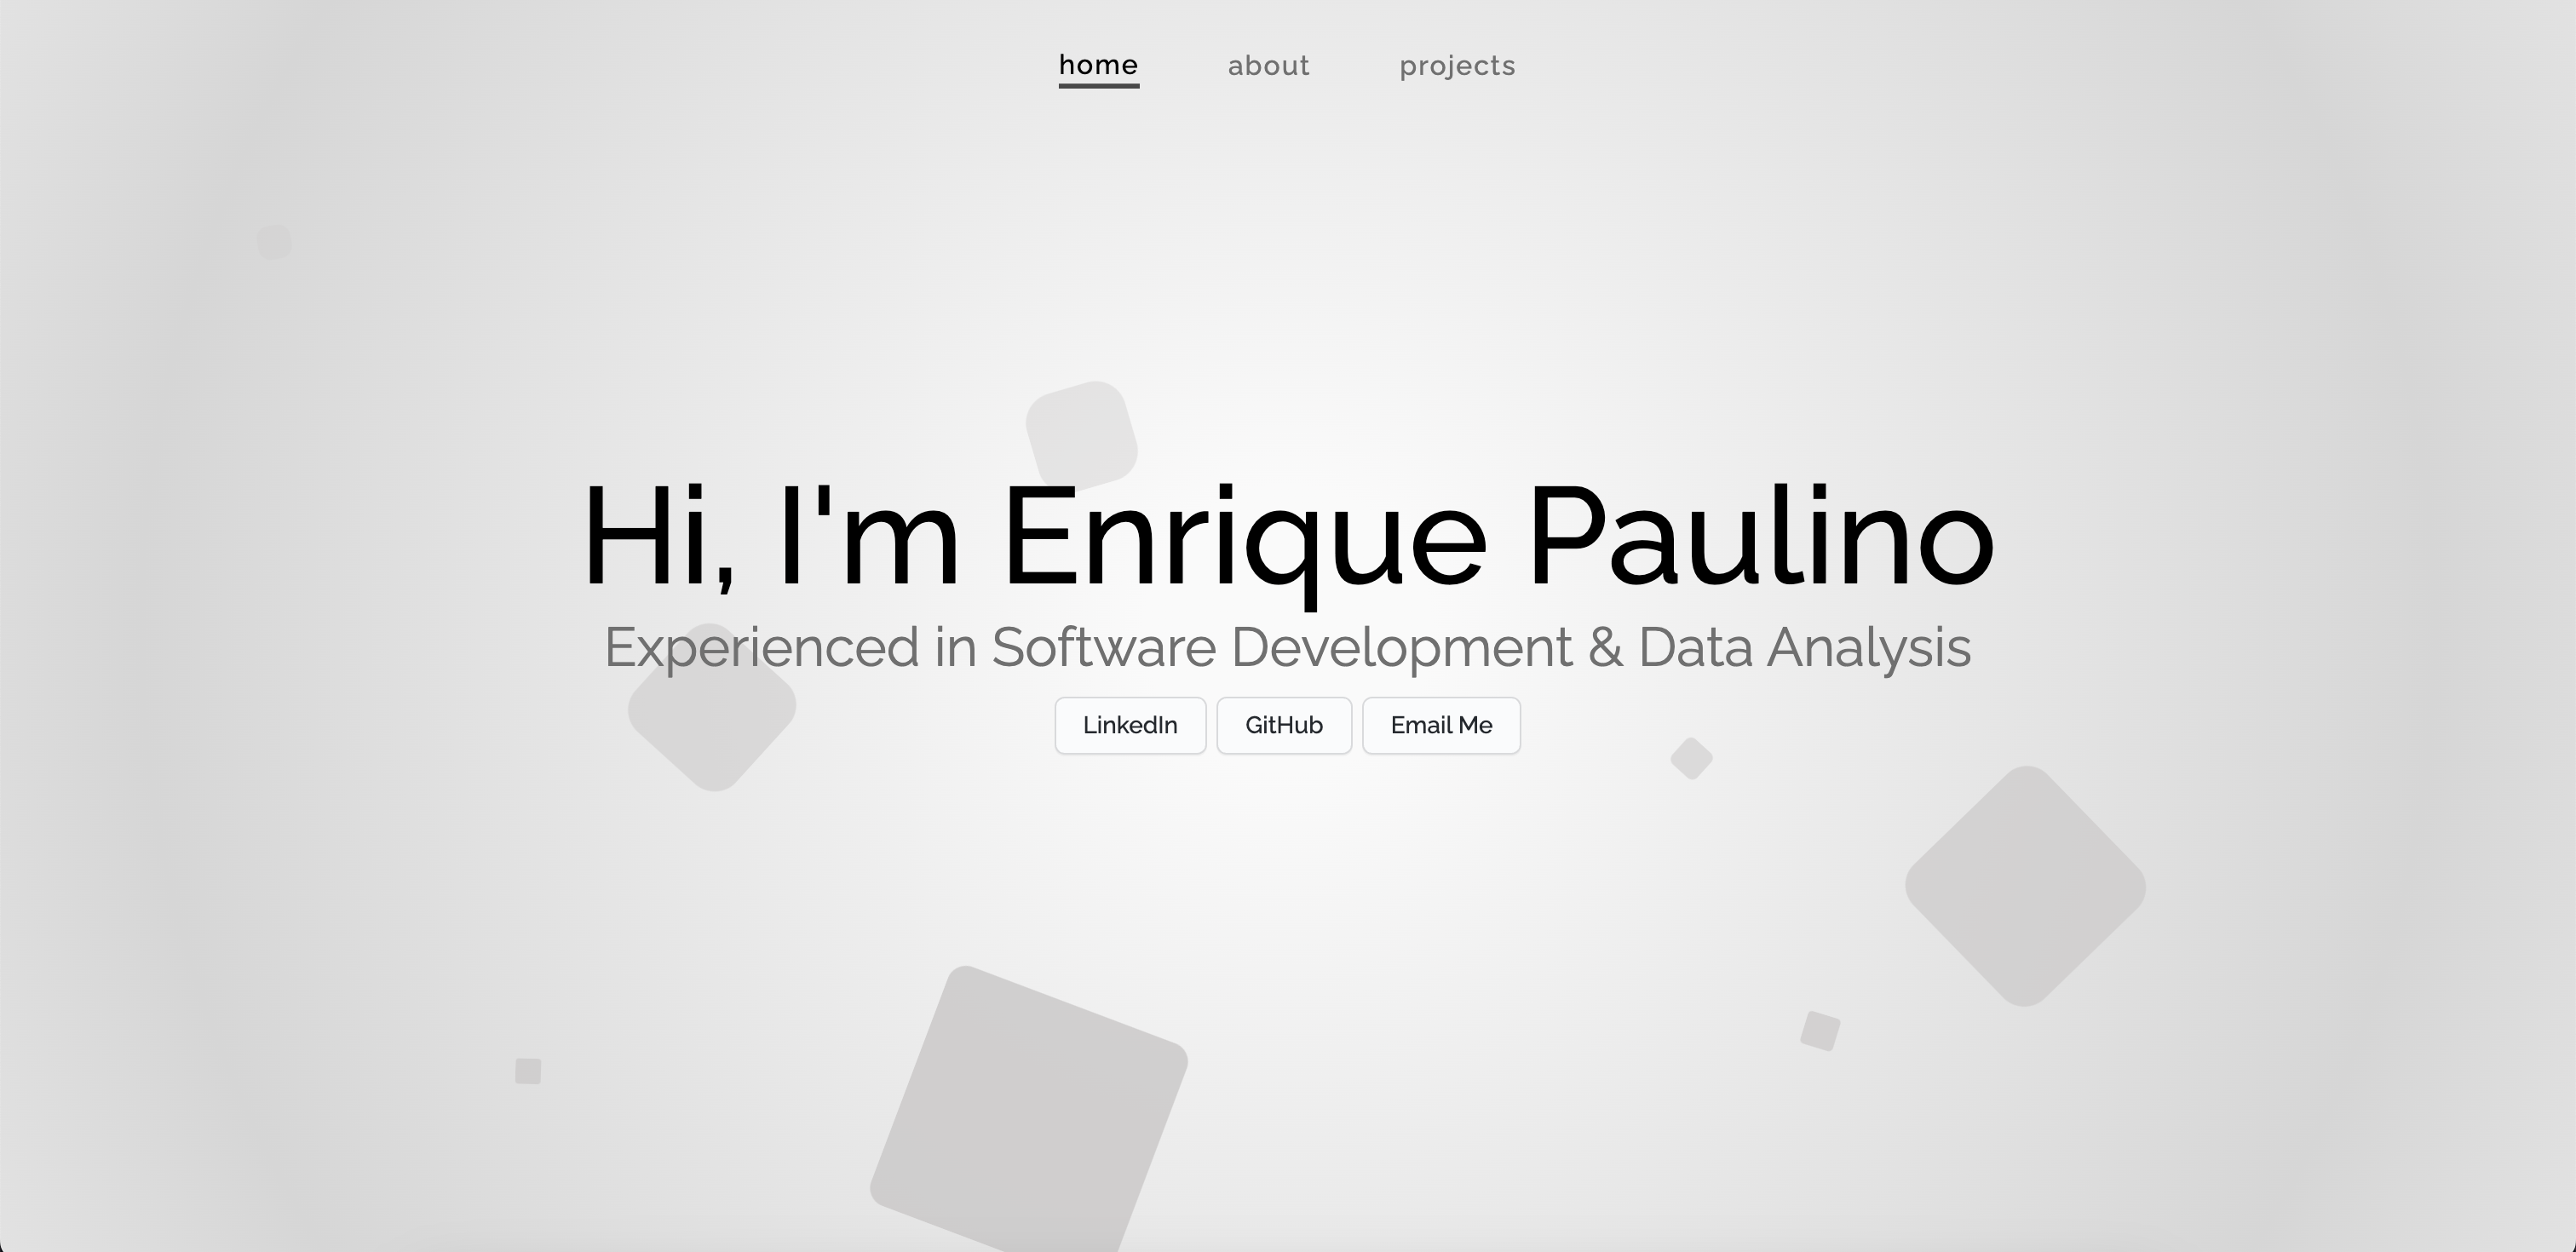 home about projects
Hi, I'm Enrique Paulino
Experienced in Software Development & Data Analysis
LinkedIn GitHub Email Me